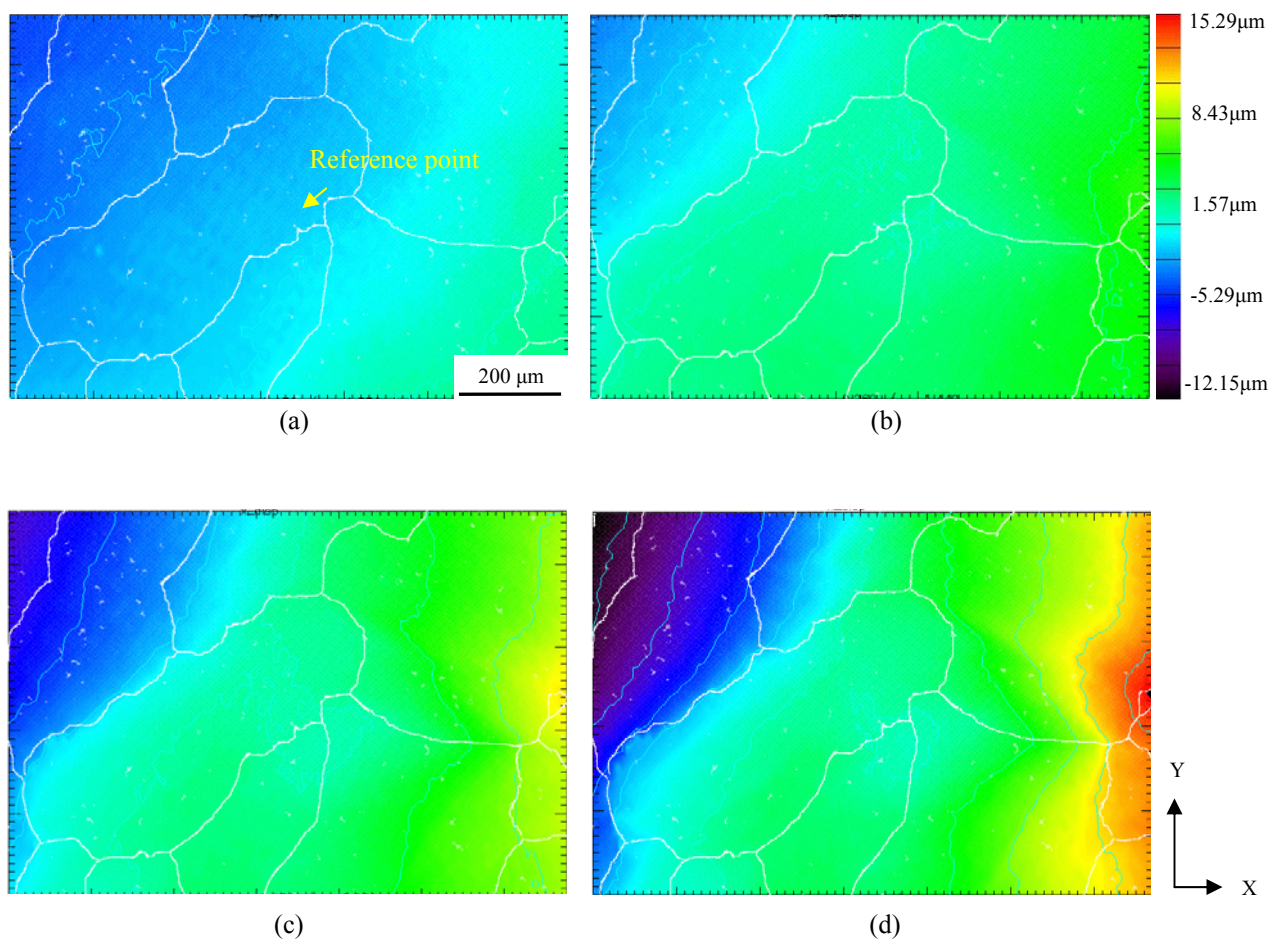 Reference point
200 μm
(a)
(b)
15.29μm
8.43μm
1.57μm
-5.29μm
-12.15μm
(c)
(d)
Y
X